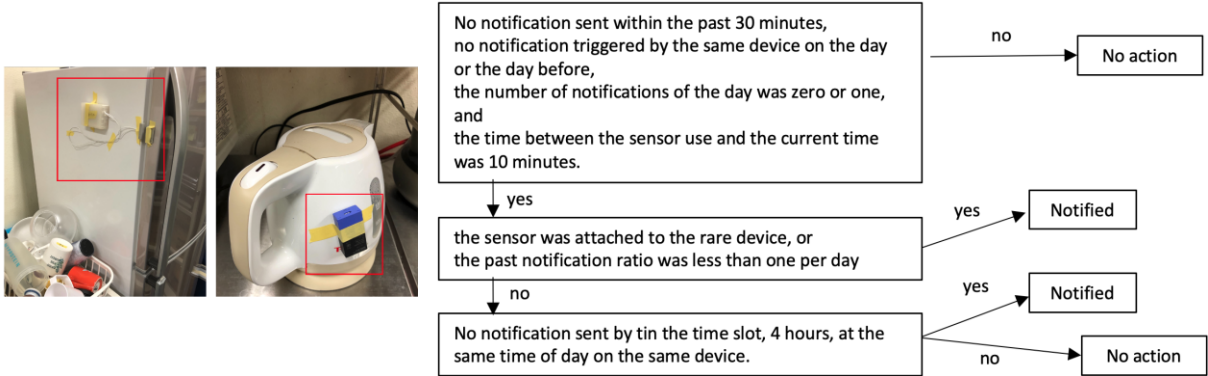 No notification sent within the past 30 minutes,
no notification triggered by the same device on the day
or the day before,
the number of notifications of the day was zero or one,
and
the time between the sensor use and the current time
was 10 minutes.
no
No action
yes
the sensor was attached to the rare device, or
the past notification ratio was less than one per day
yes
Notified
no
No notification sent by tin the time slot, 4 hours, at the
same time of day on the same device.
yes
Notified
no
No action